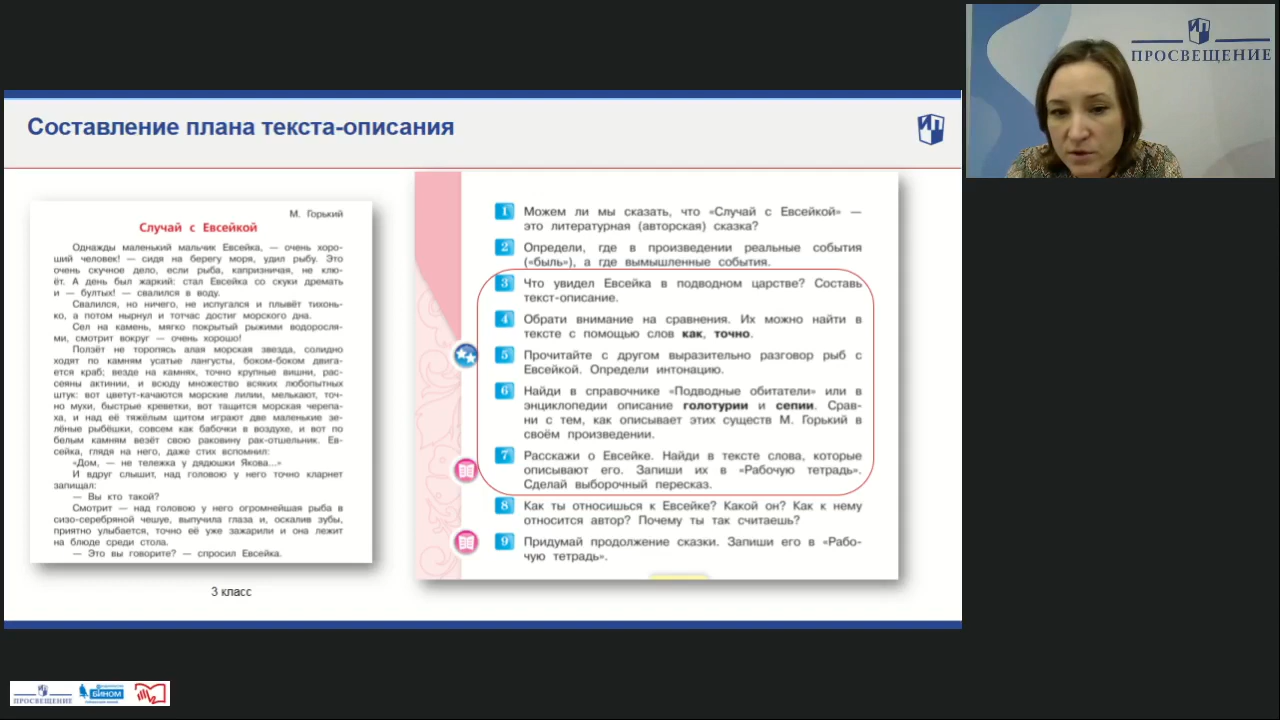 ПРОСВЕЩЕНИЕ
Составление плана текста-описания
М. Горький
Случай с Евсейкой
Однажды маленький мальчик Евсейка, — очень хоро-
ший человек! — сидя на берегу моря, удил рыбу. Это
очень скучное дело, если рыба, капризничая, не клю-
ёт. А день был жаркий: стал Евсейка со скуки дремать
и — бултых! — свалился в воду.
Свалился, но ничего, не испугался и плывёт тихонь-
ко, а потом нырнул и тотчас достиг морского дна.
Сел на камень, мягко покрытый рыжими водоросля-
ми, смотрит вокруг — очень хорошо!
Ползёт не торопясь алая морская звезда, солидно
ходят по камням усатые лангусты, боком-боком двига-
ется краб; везде на камнях, точно крупные вишни, рас-
сеяны актинии, и всюду множество всяких любопытных
штук: вот цветут-качаются морские лилии, мелькают, точ-
но мухи, быстрые креветки, вот тащится морская черепа-
ха, и над её тяжёлым щитом играют две маленькие зе-
лёные рыбёшки, совсем как бабочки в воздухе, и вот по
белым камням везёт свою раковину рак-отшельник. Ев-
сейка, глядя на него, даже стих вспомнил:
«Дом, — не тележка у дядюшки Якова...»
И вдруг слышит, над головою у него точно кларнет
запищал:
— Вы кто такой?
Смотрит — над головою у него огромнейшая рыба в
сизо-серебряной чешуе, выпучила глаза и, оскалив зубы,
приятно улыбается, точно её уже зажарили и она лежит
на блюде среди стола.
— Это вы говорите? — спросил Евсейка.
3 класс
1 Можем ли мы сказать, что «Случай с Евсейкой» —
это литературная (авторская) сказка?
2 Определи, где в произведении реальные события
(«быль»), а где вымышленные события.
3 Что увидел Евсейка в подводном царстве? Составь
текст-описание.
4 Обрати внимание на сравнения. Их можно найти в
тексте с помощью слов как, точно.
5 Прочитайте с другом выразительно разговор рыб с
Евсейкой. Определи интонацию.
6 Найди в справочнике «Подводные обитатели» или в
энциклопедии описание голотурии и сепии. Срав-
ни с тем, как описывает этих существ М. Горький в
своём произведении.
7 Расскажи о Евсейке. Найди в тексте слова, которые
описывают его. Запиши их в «Рабочую тетрадь».
Сделай выборочный пересказ.
8 Как ты относишься к Евсейке? Какой он? Как к нему
относится автор? Почему ты так считаешь?
9 Придумай продолжение сказки. Запиши его в «Рабо-
чую тетрадь».
ПРОСВЕЩЕНИЕ
БИНОМ